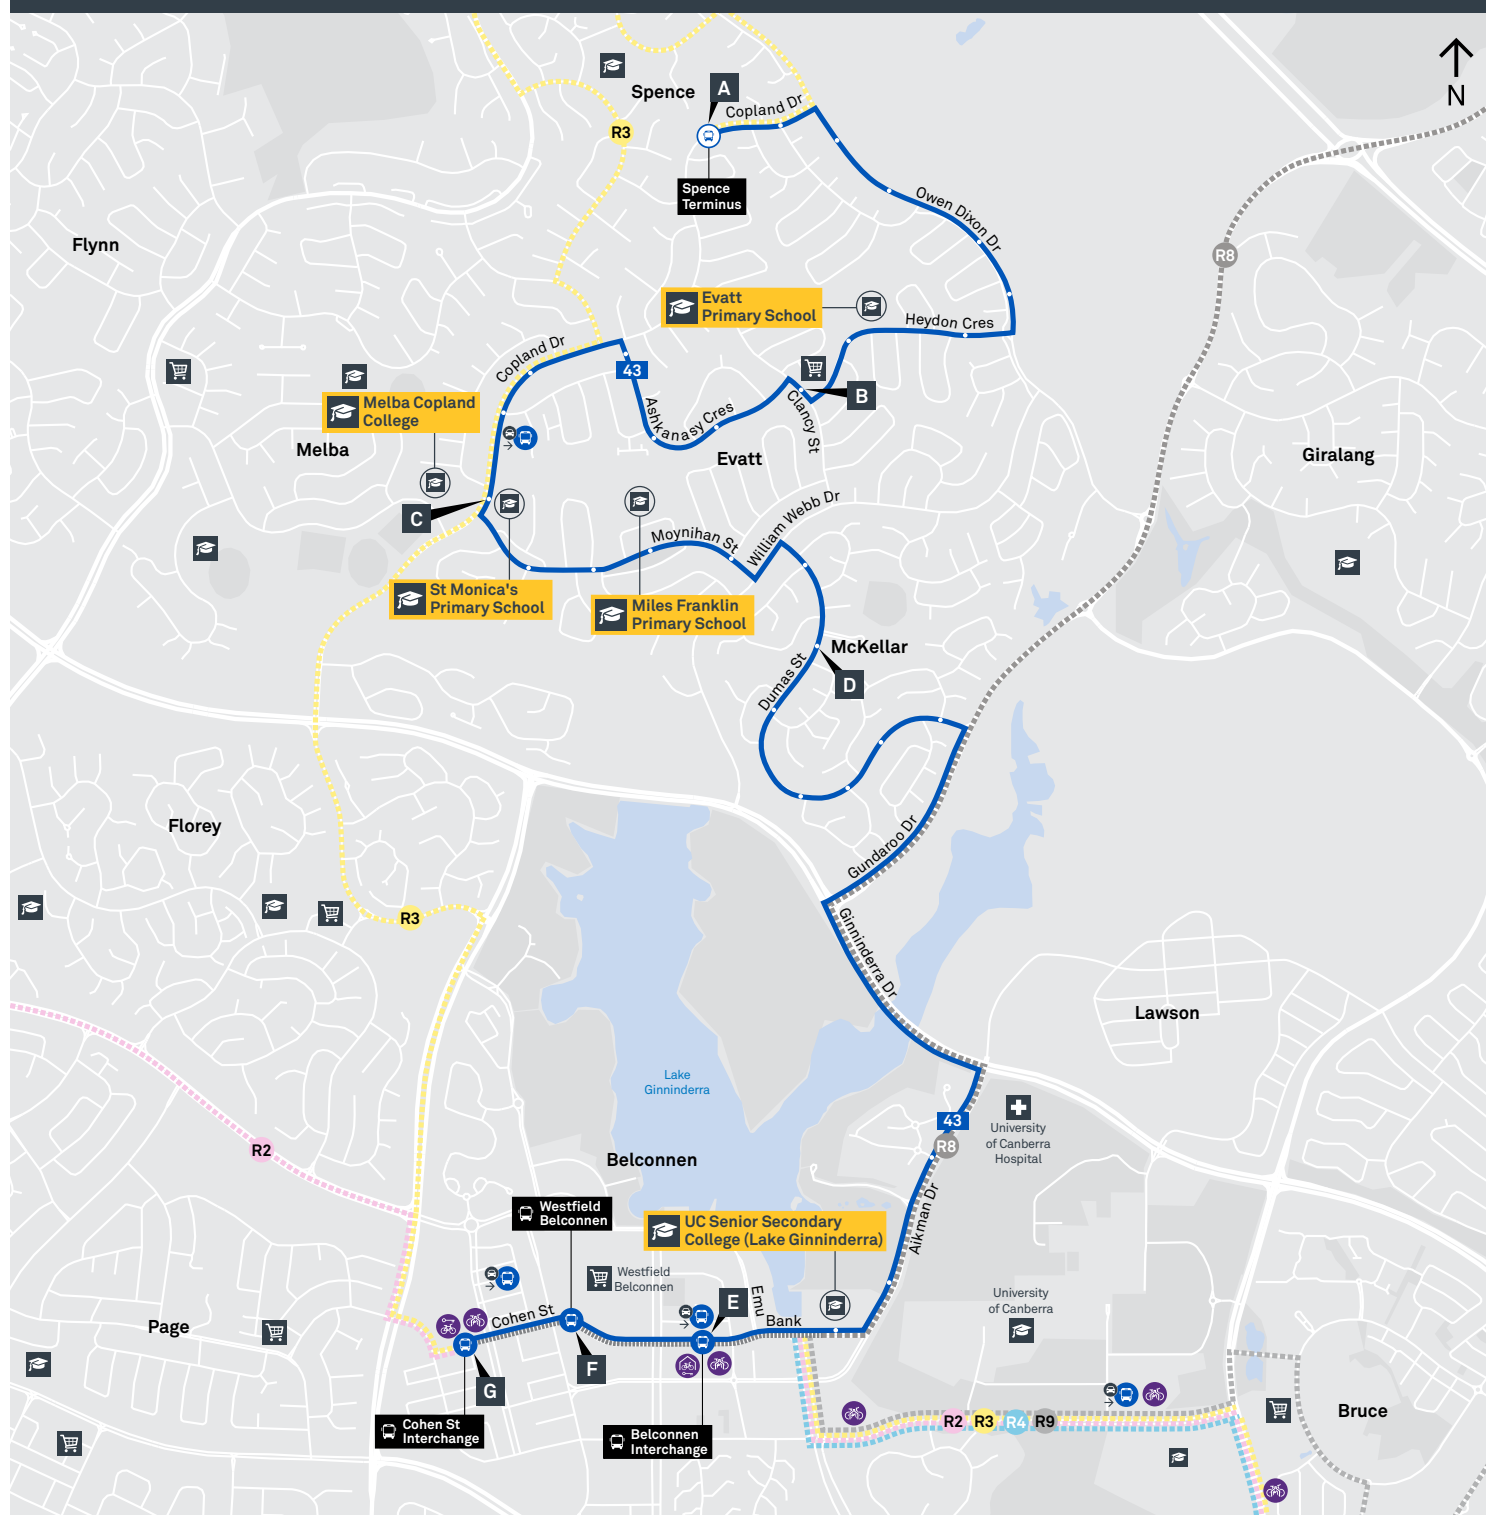 N
Spence
A
Copland Dr
R3
Spence
Terminus
Owen Dixon Dr
Flynn
R8
Evatt
Primary School
Heydon Cres
Copland Dr
43
B
Clancy St
Ashkanasy Cres
Melba Copland
College
Melba
Evatt
Giralang
C
William Webb Dr
Moynihan St
St Monica's
Primary School
Miles Franklin
Primary School
McKellar
D
Dumas St
Florey
Gundaroo Dr
R3
Ginninderra Dr
Lawson
Lake
Ginninderra
43
R8
University
of Canberra
Hospital
R2
Belconnen
Westfield
Belconnen
UC Senior Secondary
College (Lake Ginninderra)
Aikman Dr
Westfield
Belconnen
E
Emu
Bank
University
of Canberra
Cohen St
Page
F
G
Cohen St
Interchange
Belconnen
Interchange
R2 R3 R4 R9
Bruce